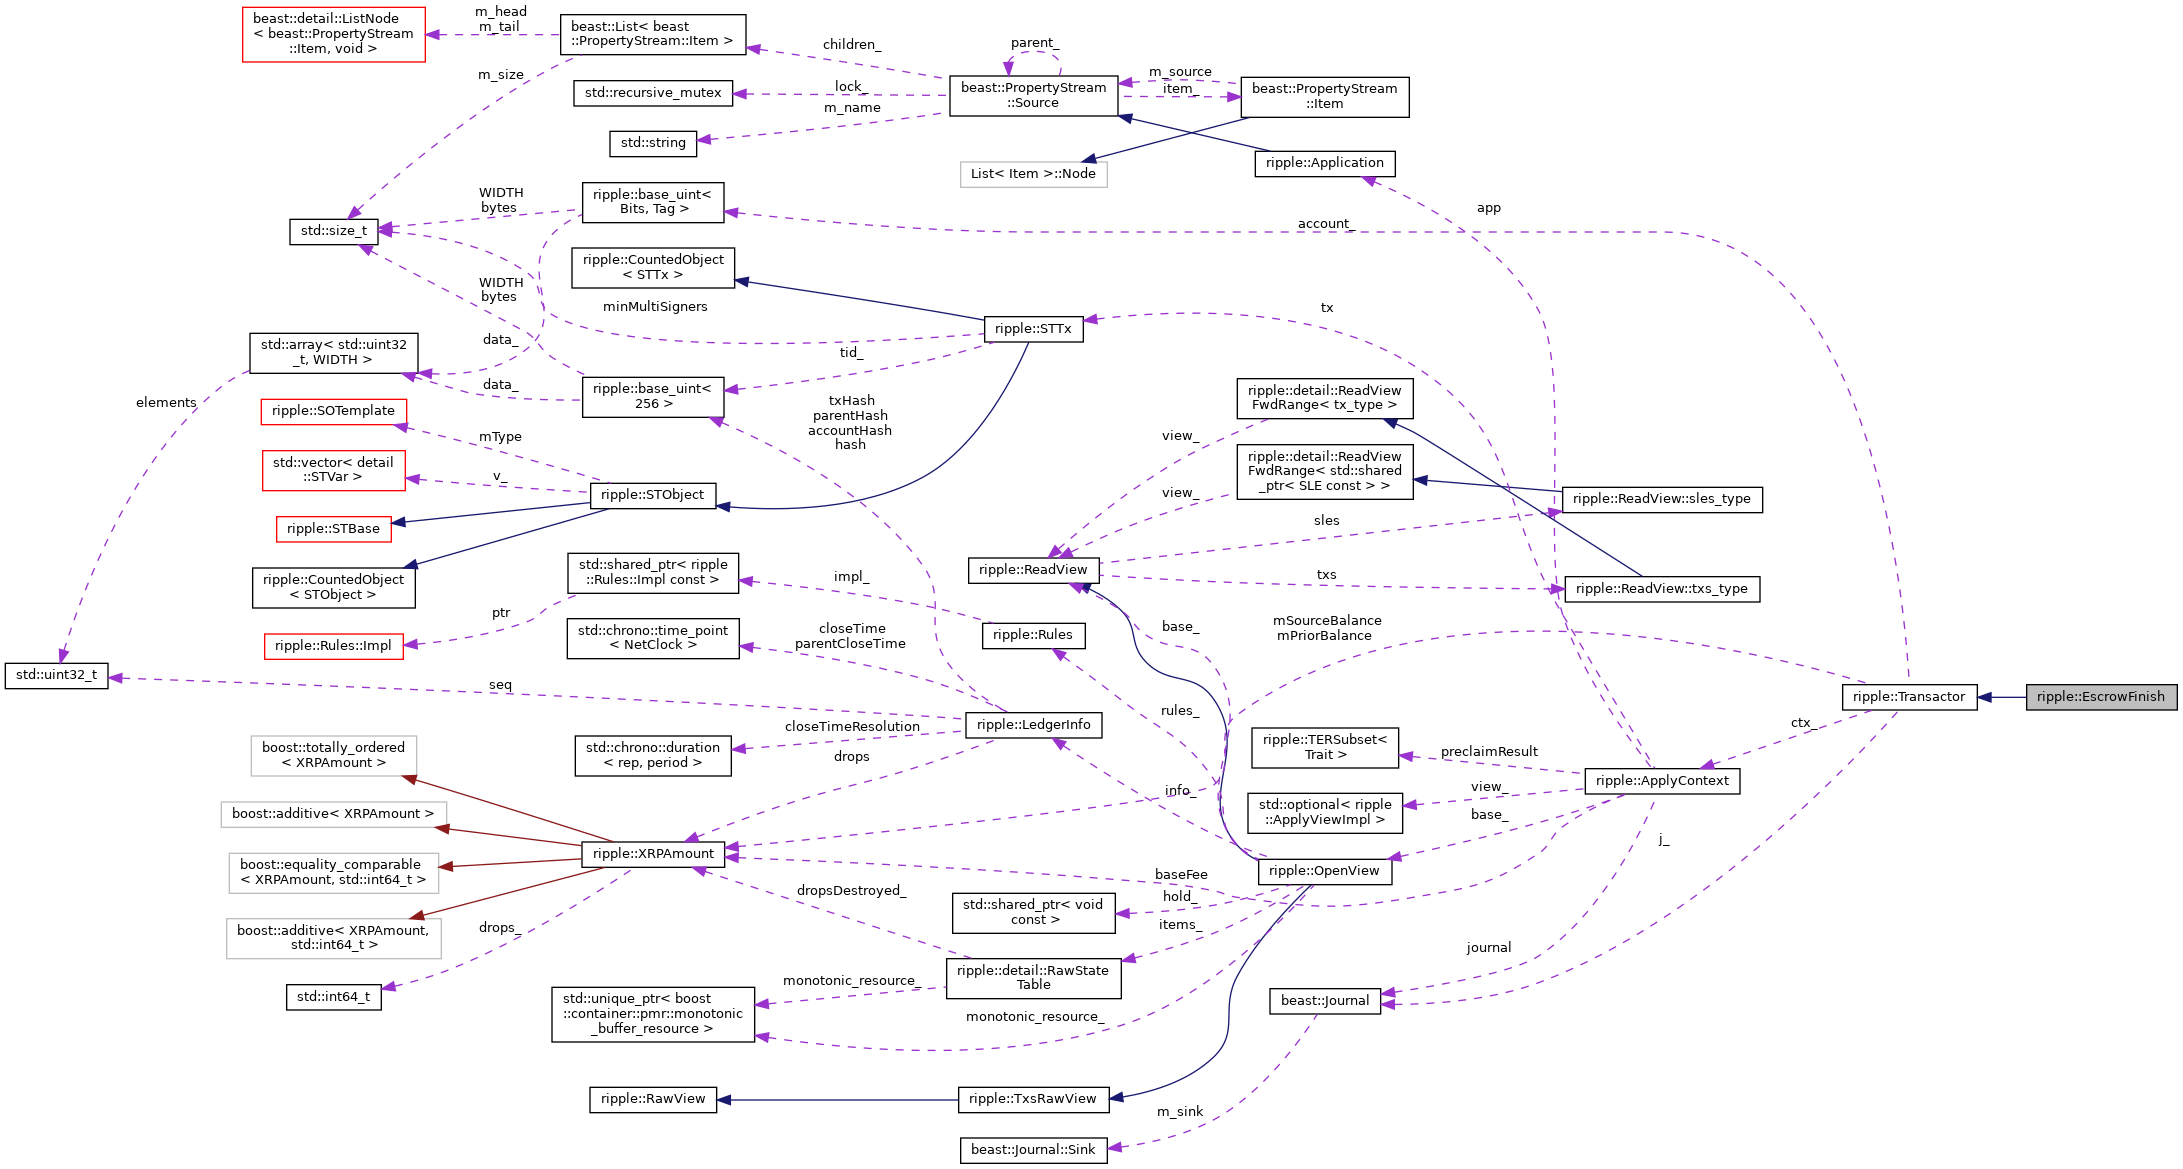 beast::detail::ListNode
< beast::PropertyStream
::Item, void >
m_head
m_tail
beast::List< beast
::PropertyStream::Item >
children_
parent_
m_size
std::recursive_mutex
lock_
m_name
std::string
beast::PropertyStream
::Source
m_source
item_
beast::PropertyStream
::Item
List< Item >::Node
ripple::Application
app
WIDTH
bytes
ripple::base_uint<
Bits, Tag >
account_
std::size_t
ripple::CountedObject
< STTx >
WIDTH
bytes
minMultiSigners
ripple::STTx
tx
std::array< std::uint32
_t, WIDTH >
data_
tid_
data_
ripple::base_uint<
256 >
elements
ripple::SOTemplate
mType
txHash
parentHash
accountHash
hash
ripple::detail::ReadView
FwdRange< tx_type >
view_
std::vector< detail
::STVar >
v_
ripple::STObject
ripple::detail::ReadView
FwdRange< std::shared
_ptr< SLE const > >
view_
ripple::ReadView::sles_type
ripple::STBase
sles
ripple::CountedObject
< STObject >
std::shared_ptr< ripple
::Rules::Impl const >
impl_
ripple::ReadView
txs
ripple::ReadView::txs_type
ptr
ripple::Rules::Impl
std::chrono::time_point
< NetClock >
closeTime
parentCloseTime
ripple::Rules
base_
mSourceBalance
mPriorBalance
std::uint32_t
seq
ripple::Transactor
ripple::EscrowFinish
rules_
ripple::LedgerInfo
closeTimeResolution
ctx_
boost::totally_ordered
< XRPAmount >
std::chrono::duration
< rep, period >
drops
ripple::TERSubset<
Trait >
preclaimResult
ripple::ApplyContext
info_
view_
boost::additive< XRPAmount >
std::optional< ripple
::ApplyViewImpl >
base_
j_
ripple::XRPAmount
boost::equality_comparable
< XRPAmount, std::int64_t >
baseFee
ripple::OpenView
dropsDestroyed_
hold_
std::shared_ptr< void
const >
boost::additive< XRPAmount,
std::int64_t >
drops_
items_
journal
ripple::detail::RawState
Table
std::int64_t
monotonic_resource_
std::unique_ptr< boost
::container::pmr::monotonic
_buffer_resource >
monotonic_resource_
beast::Journal
ripple::RawView
ripple::TxsRawView
m_sink
beast::Journal::Sink